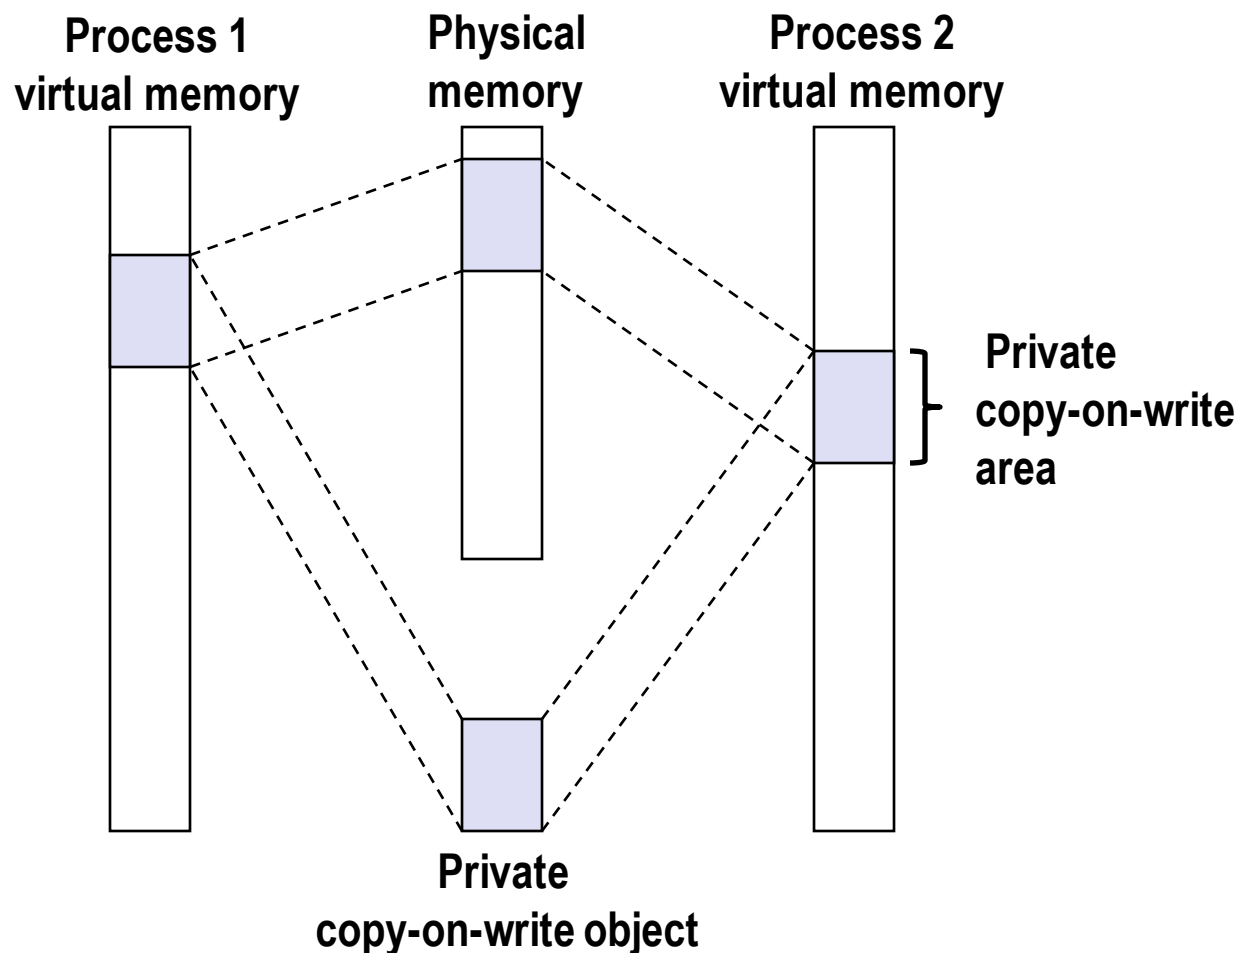 Process 1
virtual memory
Physical
memory
Process 2
virtual memory
Private
copy-on-write
area
Private
copy-on-write object